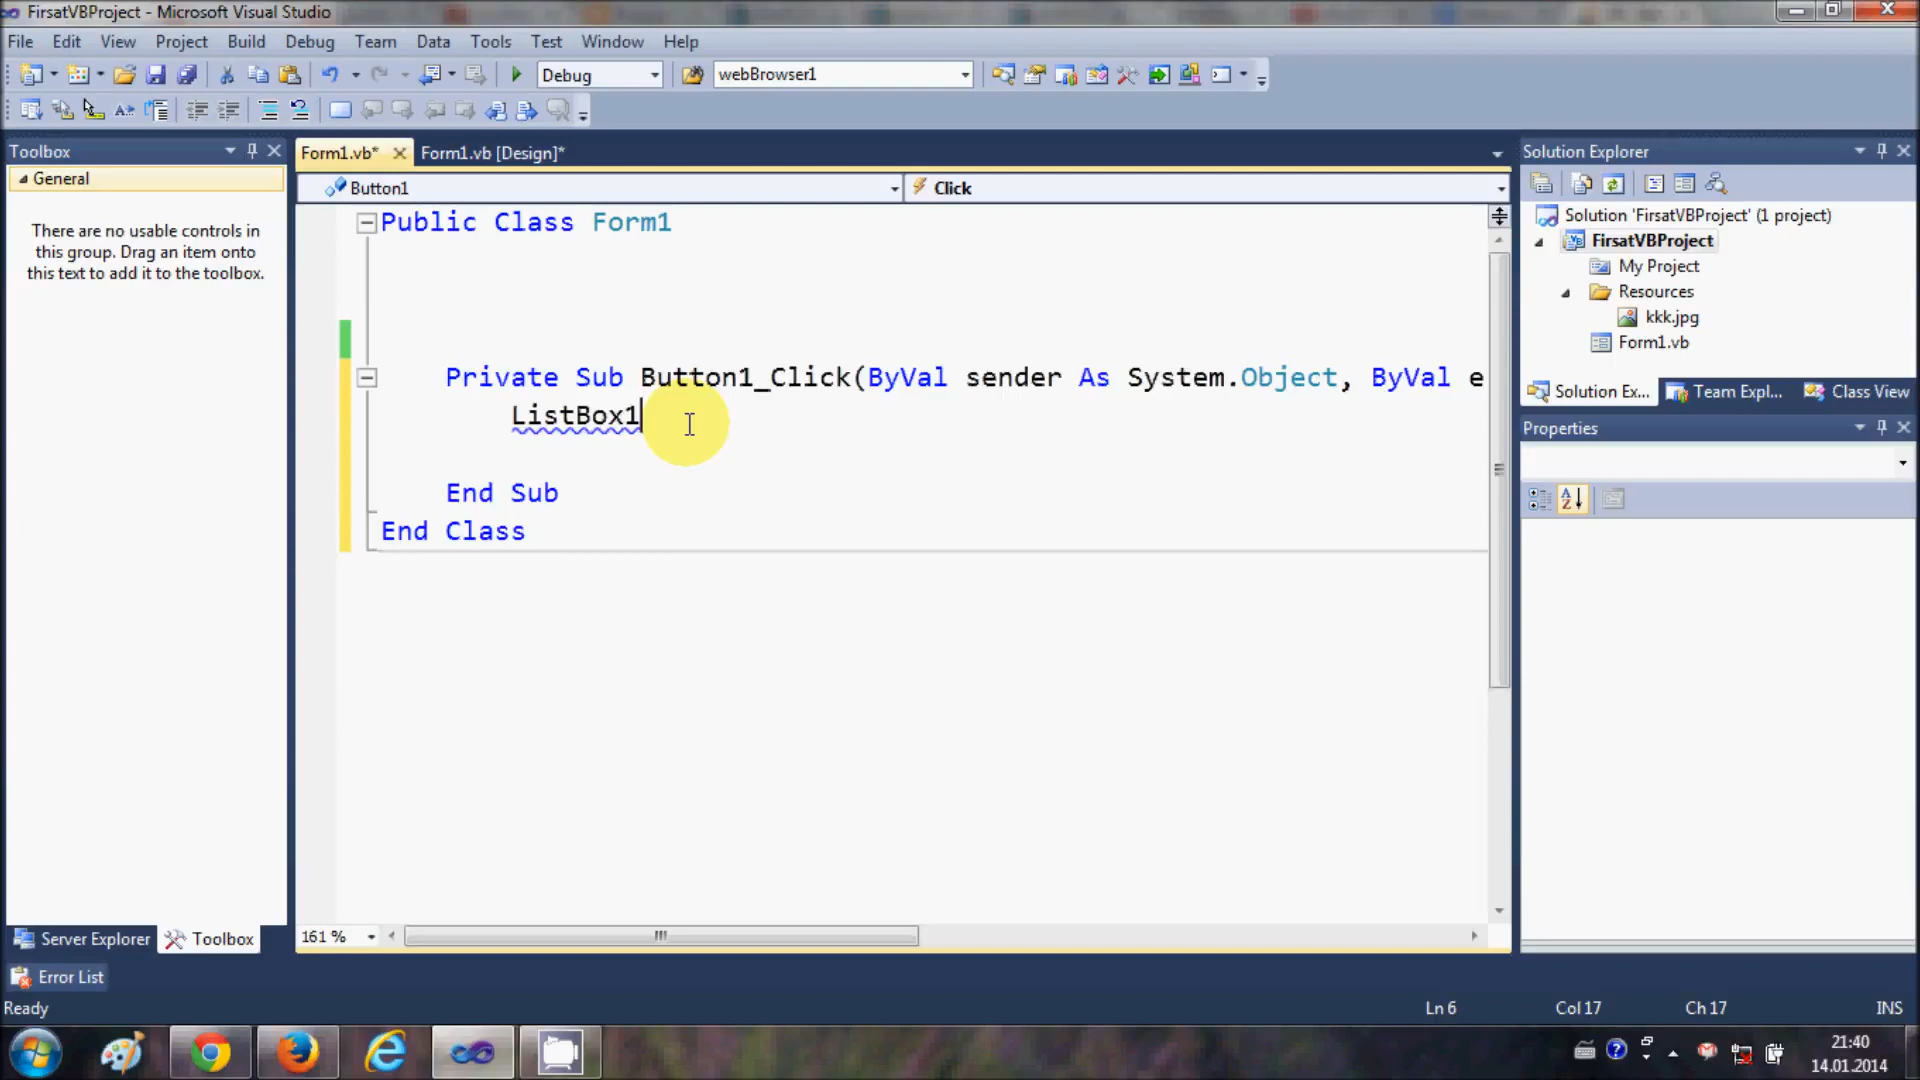 FirsatVBProject - Microsoft Visual Studio
File Edit View Project Build Debug Team Data Tools Test Window Help
Debug webBrowser1
Toolbox
General
There are no usable controls in
this group. Drag an item onto
this text to add it to the toolbox.
Server Explorer Toolbox
Form1.vb* Form1.vb [Design]*
Button1 Click
Public Class Form1
Private Sub Button1_Click(ByVal sender As System.Object, ByVal e
ListBox1
End Sub
End Class
161 %
Solution Explorer
Solution 'FirsatVBProject' (1 project)
FirsatVBProject
My Project
Resources
kkk.jpg
Form1.vb
Solution Ex... Team Expl... Class View
Properties
Error List
Ready Ln 6 Col 17 Ch 17 INS
21:40
14.01.2014